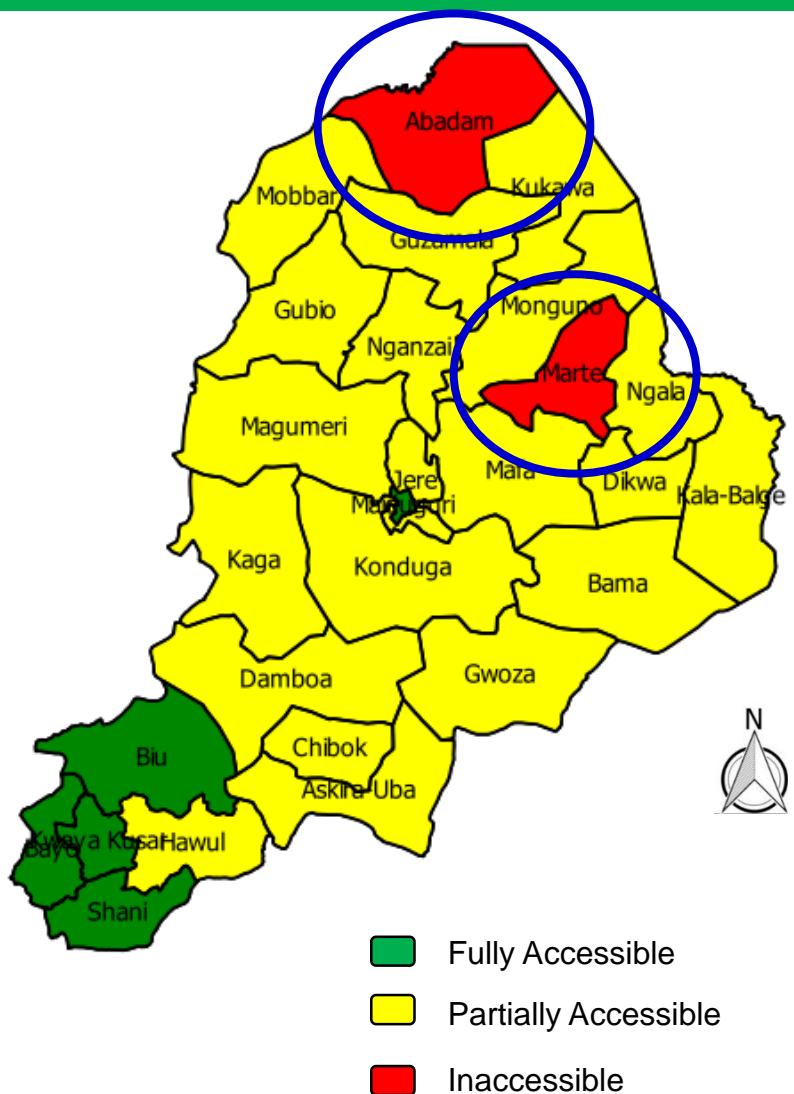 Abadam
Kukawa
Mobbar
Guzamala
Gubio
Monguno
Nganzai
Marte
Ngala
Magumeri
Mafa
Jere
Dikwa
Kala-Balge
Maiduguri
Kaga
Konduga
Bama
Damboa
Gwoza
N
Chibok
Biu
Askira-Uba
Kwaya Kusar
Hawul
Bayo
Shani
Fully Accessible
Partially Accessible
Inaccessible